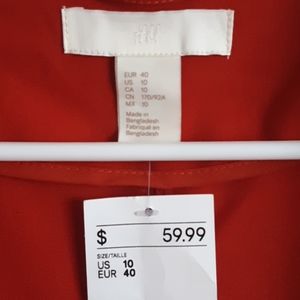 H&M
EUR 40
US 10
CA 10
CN 170/92A
MX 10
Made in
Bangladesh
Fabriqué en
Bangladesh
$ 59.99
SIZE/TAILLE
US 10
EUR 40